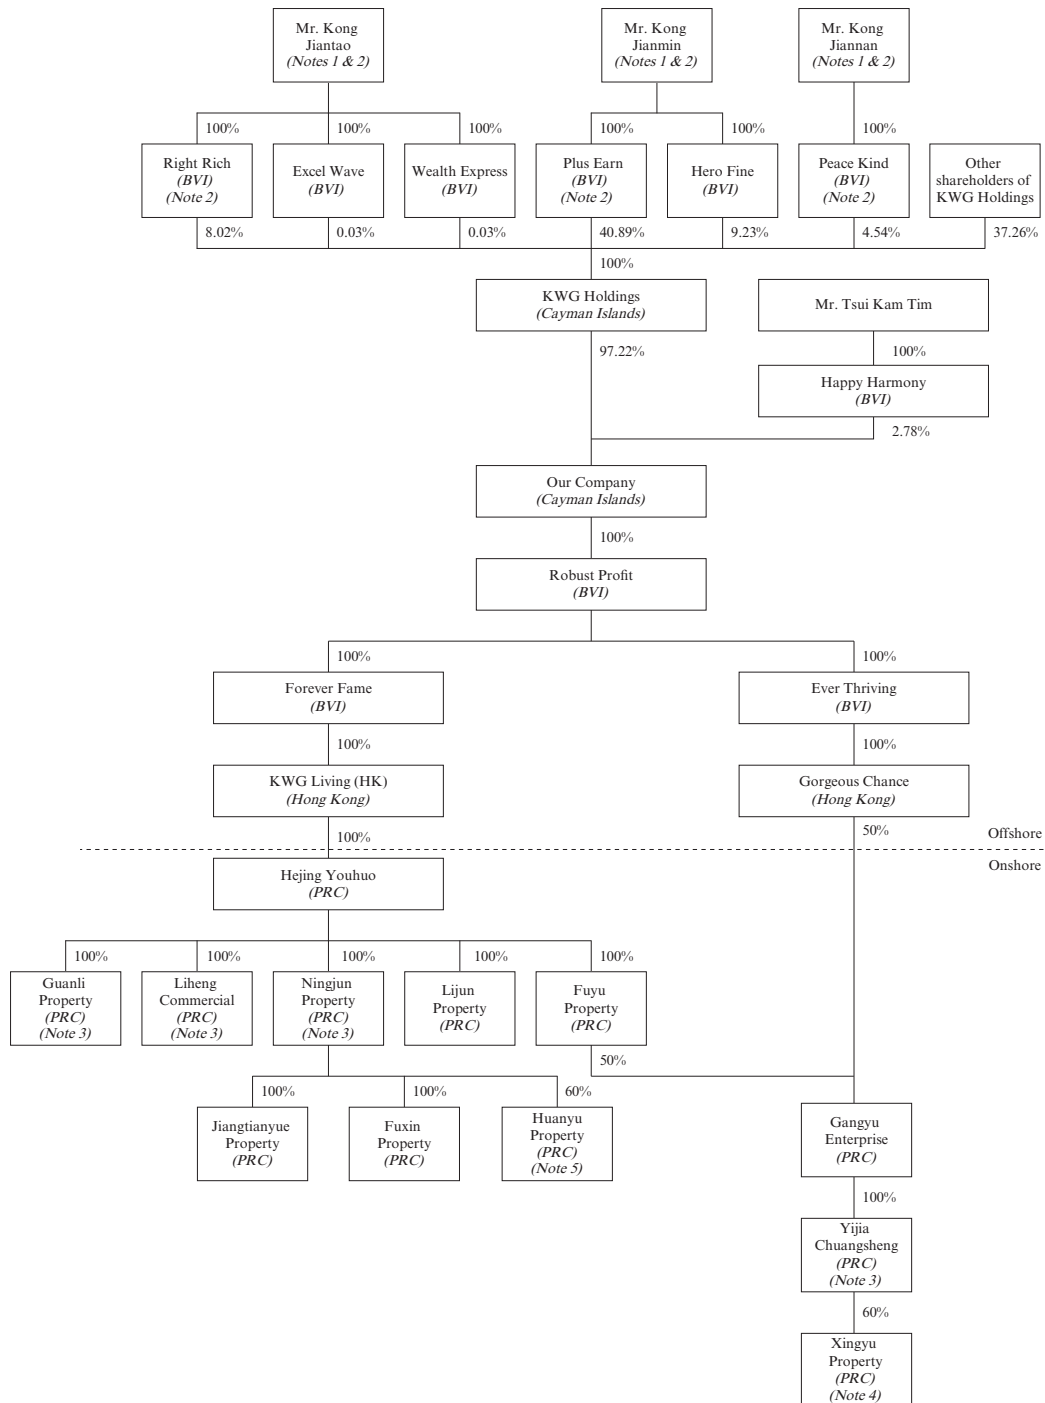 Mr. Kong
Jiantao
(Notes 1 & 2)
Mr. Kong
Jianmin
(Notes 1 & 2)
Mr. Kong
Jiannan
(Notes 1 & 2)
100%
100%
100%
100%
100%
100%
Right Rich
(BVI)
(Note 2)
Excel Wave
(BVI)
Wealth Express
(BVI)
Plus Earn
(BVI)
(Note 2)
Hero Fine
(BVI)
Peace Kind
(BVI)
(Note 2)
Other
shareholders of
KWG Holdings
8.02%
0.03%
0.03%
40.89%
9.23%
4.54%
37.26%
100%
KWG Holdings
(Cayman Islands)
Mr. Tsui Kam Tim
97.22%
100%
Happy Harmony
(BVI)
2.78%
Our Company
(Cayman Islands)
100%
Robust Profit
(BVI)
100%
100%
Forever Fame
(BVI)
Ever Thriving
(BVI)
100%
100%
KWG Living (HK)
(Hong Kong)
Gorgeous Chance
(Hong Kong)
100%
50%
Offshore
Onshore
Hejing Youhuo
(PRC)
100%
100%
100%
100%
100%
Guanli
Property
(PRC)
(Note 3)
Liheng
Commercial
(PRC)
(Note 3)
Ningjun
Property
(PRC)
(Note 3)
Lijun
Property
(PRC)
Fuyu
Property
(PRC)
50%
100%
100%
60%
Jiangtianyue
Property
(PRC)
Fuxin
Property
(PRC)
Huanyu
Property
(PRC)
(Note 5)
Gangyu
Enterprise
(PRC)
100%
Yijia
Chuangsheng
(PRC)
(Note 3)
60%
Xingyu
Property
(PRC)
(Note 4)